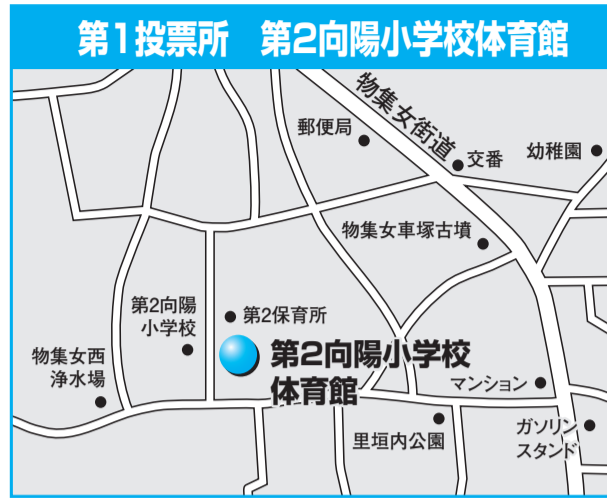 第1投票所　第2向陽小学校体育館
物集女街道
郵便局
交番
幼稚園
物集女車塚古墳
第2向陽
小学校
第2保育所
物集女西
浄水場
第2向陽小学校
体育館
マンション
里垣内公園
ガソリン
スタンド